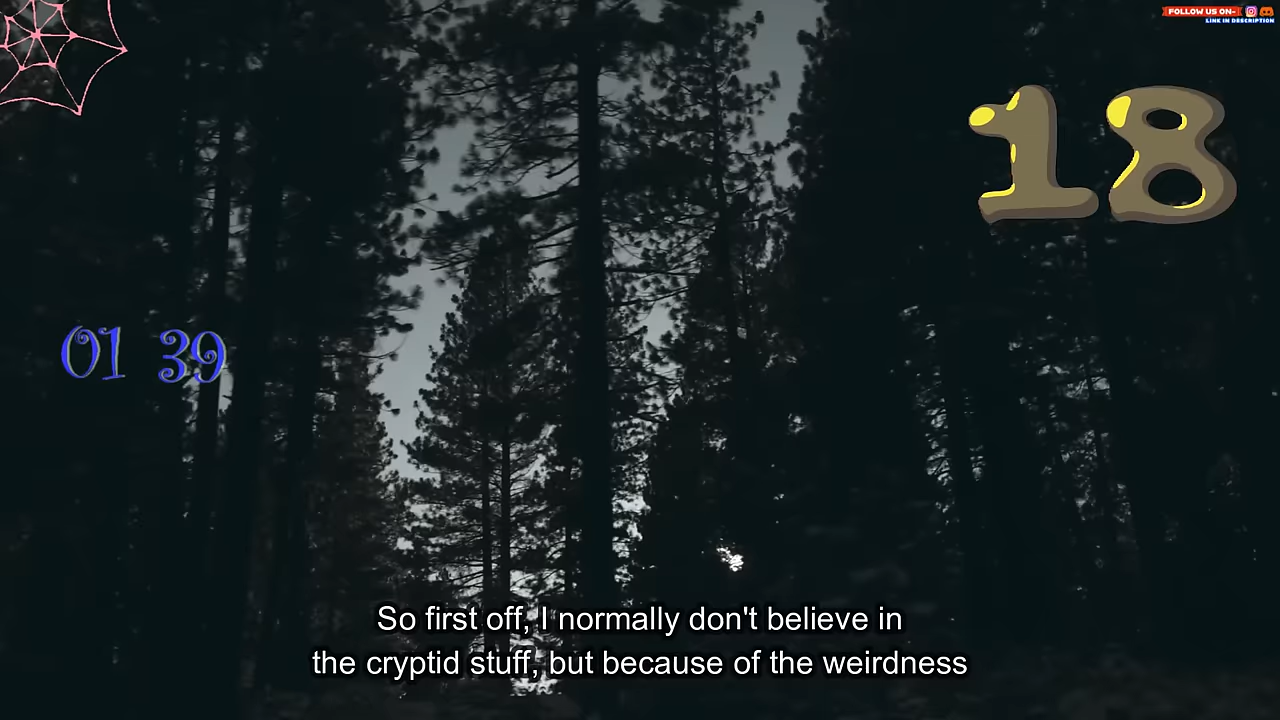 FOLLOW US ON-
LINK IN DESCRIPTION
18
01 39
So first off, I normally don't believe in
the cryptid stuff, but because of the weirdness